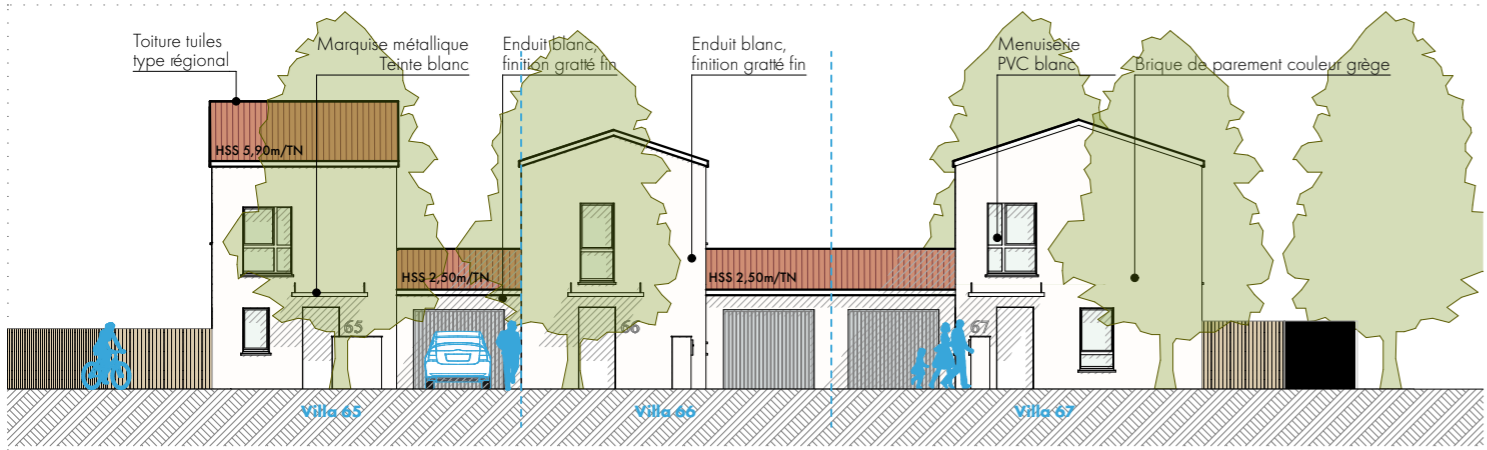 Toiture tuiles
type régional
Marquise métallique
Teinte blanc
Enduit blanc,
finition gratté fin
Enduit blanc,
finition gratté fin
Menuiserie
PVC blanc
Brique de parement couleur grège
HSS 5,90m/TN
HSS 2,50m/TN
HSS 2,50m/TN
65
66
67
Villa 65
Villa 66
Villa 67